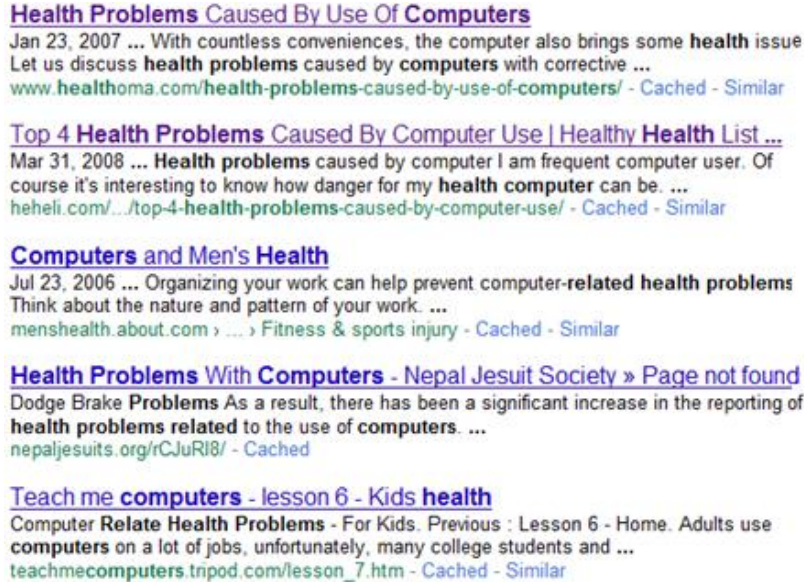 Health Problems Caused By Use Of Computers
Jan 23, 2007 ... With countless conveniences, the computer also brings some health issue
Let us discuss health problems caused by computers with corrective ...
www.healthoma.com/health-problems-caused-by-use-of-computers/ - Cached - Similar
Top 4 Health Problems Caused By Computer Use | Healthy Health List ...
Mar 31, 2008 ... Health problems caused by computer I am frequent computer user. Of
course it's interesting to know how danger for my health computer can be. ...
heheli.com/.../top-4-health-problems-caused-by-computer-use/ - Cached - Similar
Computers and Men's Health
Jul 23, 2006 ... Organizing your work can help prevent computer-related health problems
Think about the nature and pattern of your work. ...
menshealth.about.com › ... › Fitness & sports injury - Cached - Similar
Health Problems With Computers - Nepal Jesuit Society » Page not found
Dodge Brake Problems As a result, there has been a significant increase in the reporting of
health problems related to the use of computers. ...
nepaljesuits.org/rCJuRI8/ - Cached
Teach me computers - lesson 6 - Kids health
Computer Relate Health Problems - For Kids. Previous : Lesson 6 - Home. Adults use
computers on a lot of jobs, unfortunately, many college students and ...
teachmecomputers.tripod.com/lesson_7.htm - Cached - Similar